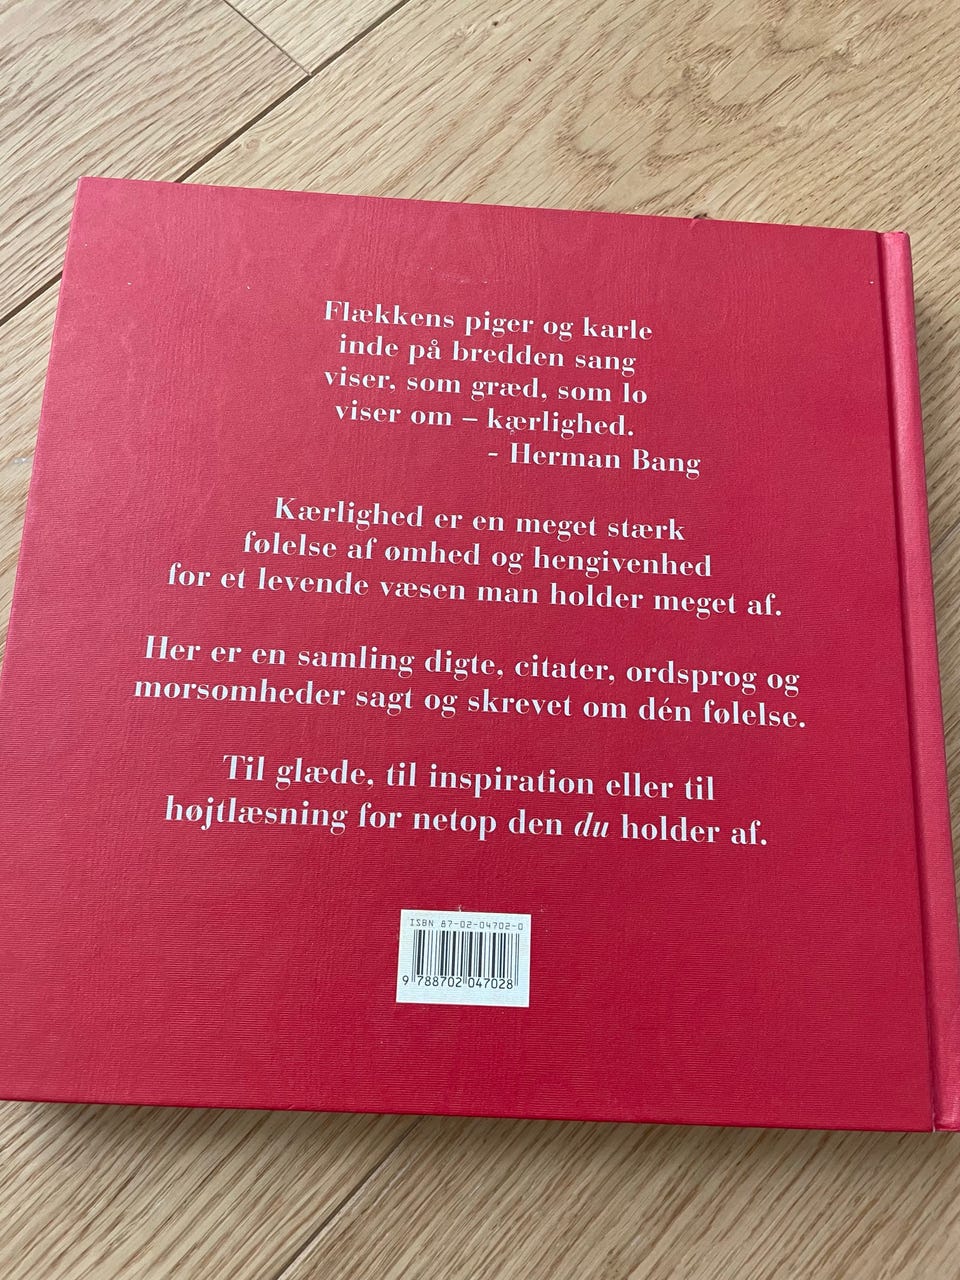 Flækkens piger og karle
inde på bredden sang
viser, som græd, som lo
viser om – kærlighed.
- Herman Bang
Kærlighed er en meget stærk
følelse af ømhed og hengivenhed
for et levende væsen man holder meget af.
Her er en samling digte, citater, ordsprog og
morsomheder sagt og skrevet om dén følelse.
Til glæde, til inspiration eller til
højtlæsning for netop den du holder af.
ISBN 87-02-04702-0
9 788702 047028